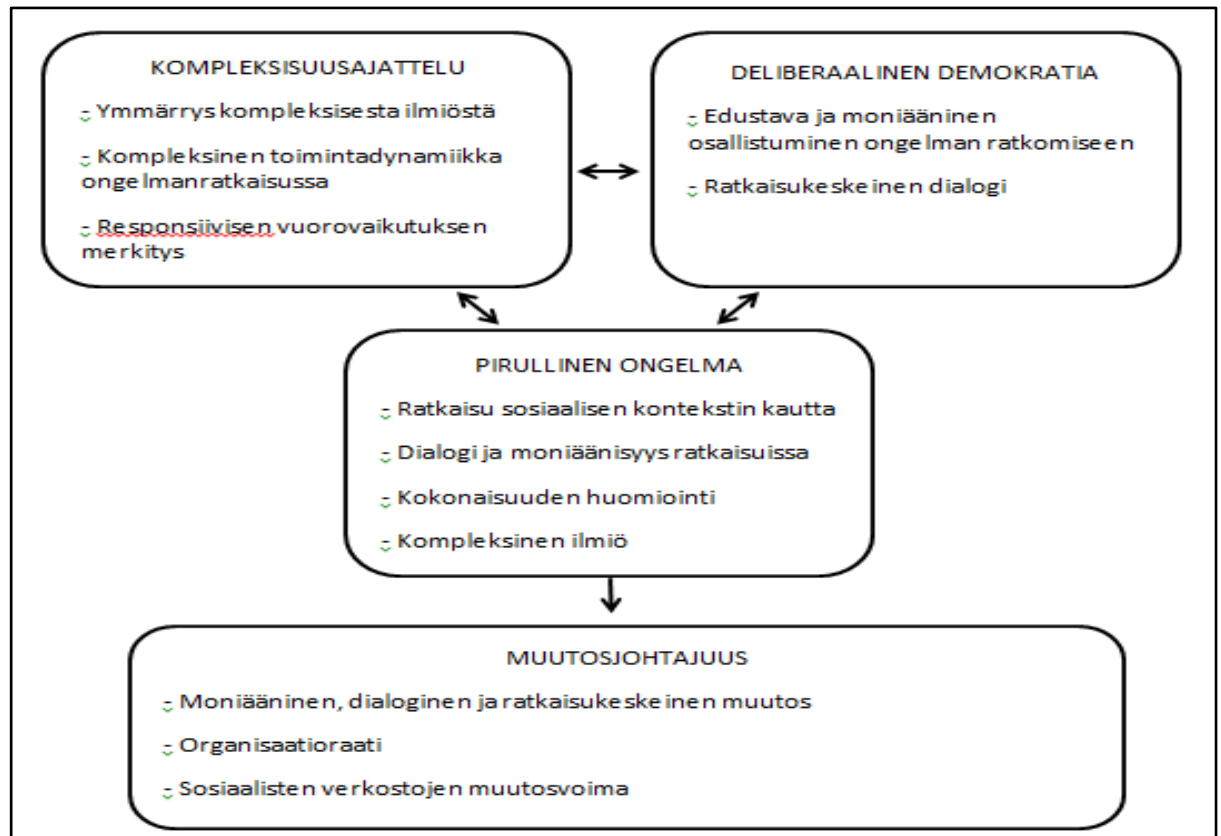 KOMPLEKSISUUSAJATTELU
- Ymmärrys kompleksisesta ilmiöstä
- Kompleksinen toimintadynamiikka
ongelmanratkaisussa
- Responsiivisen vuorovaikutuksen
merkitys
DELIBERAALINEN DEMOKRATIA
- Edustava ja moniääninen
osallistuminen ongelman ratkomiseen
- Ratkaisukeskeinen dialogi
PIRULLINEN ONGELMA
- Ratkaisu sosiaalisen kontekstin kautta
- Dialogi ja moniäänisyys ratkaisuissa
- Kokonaisuuden huomiointi
- Kompleksinen ilmiö
MUUTOSJOHTAJUUS
- Moniääninen, dialoginen ja ratkaisukeskeinen muutos
- Organisaatioraati
- Sosiaalisten verkostojen muutosvoima